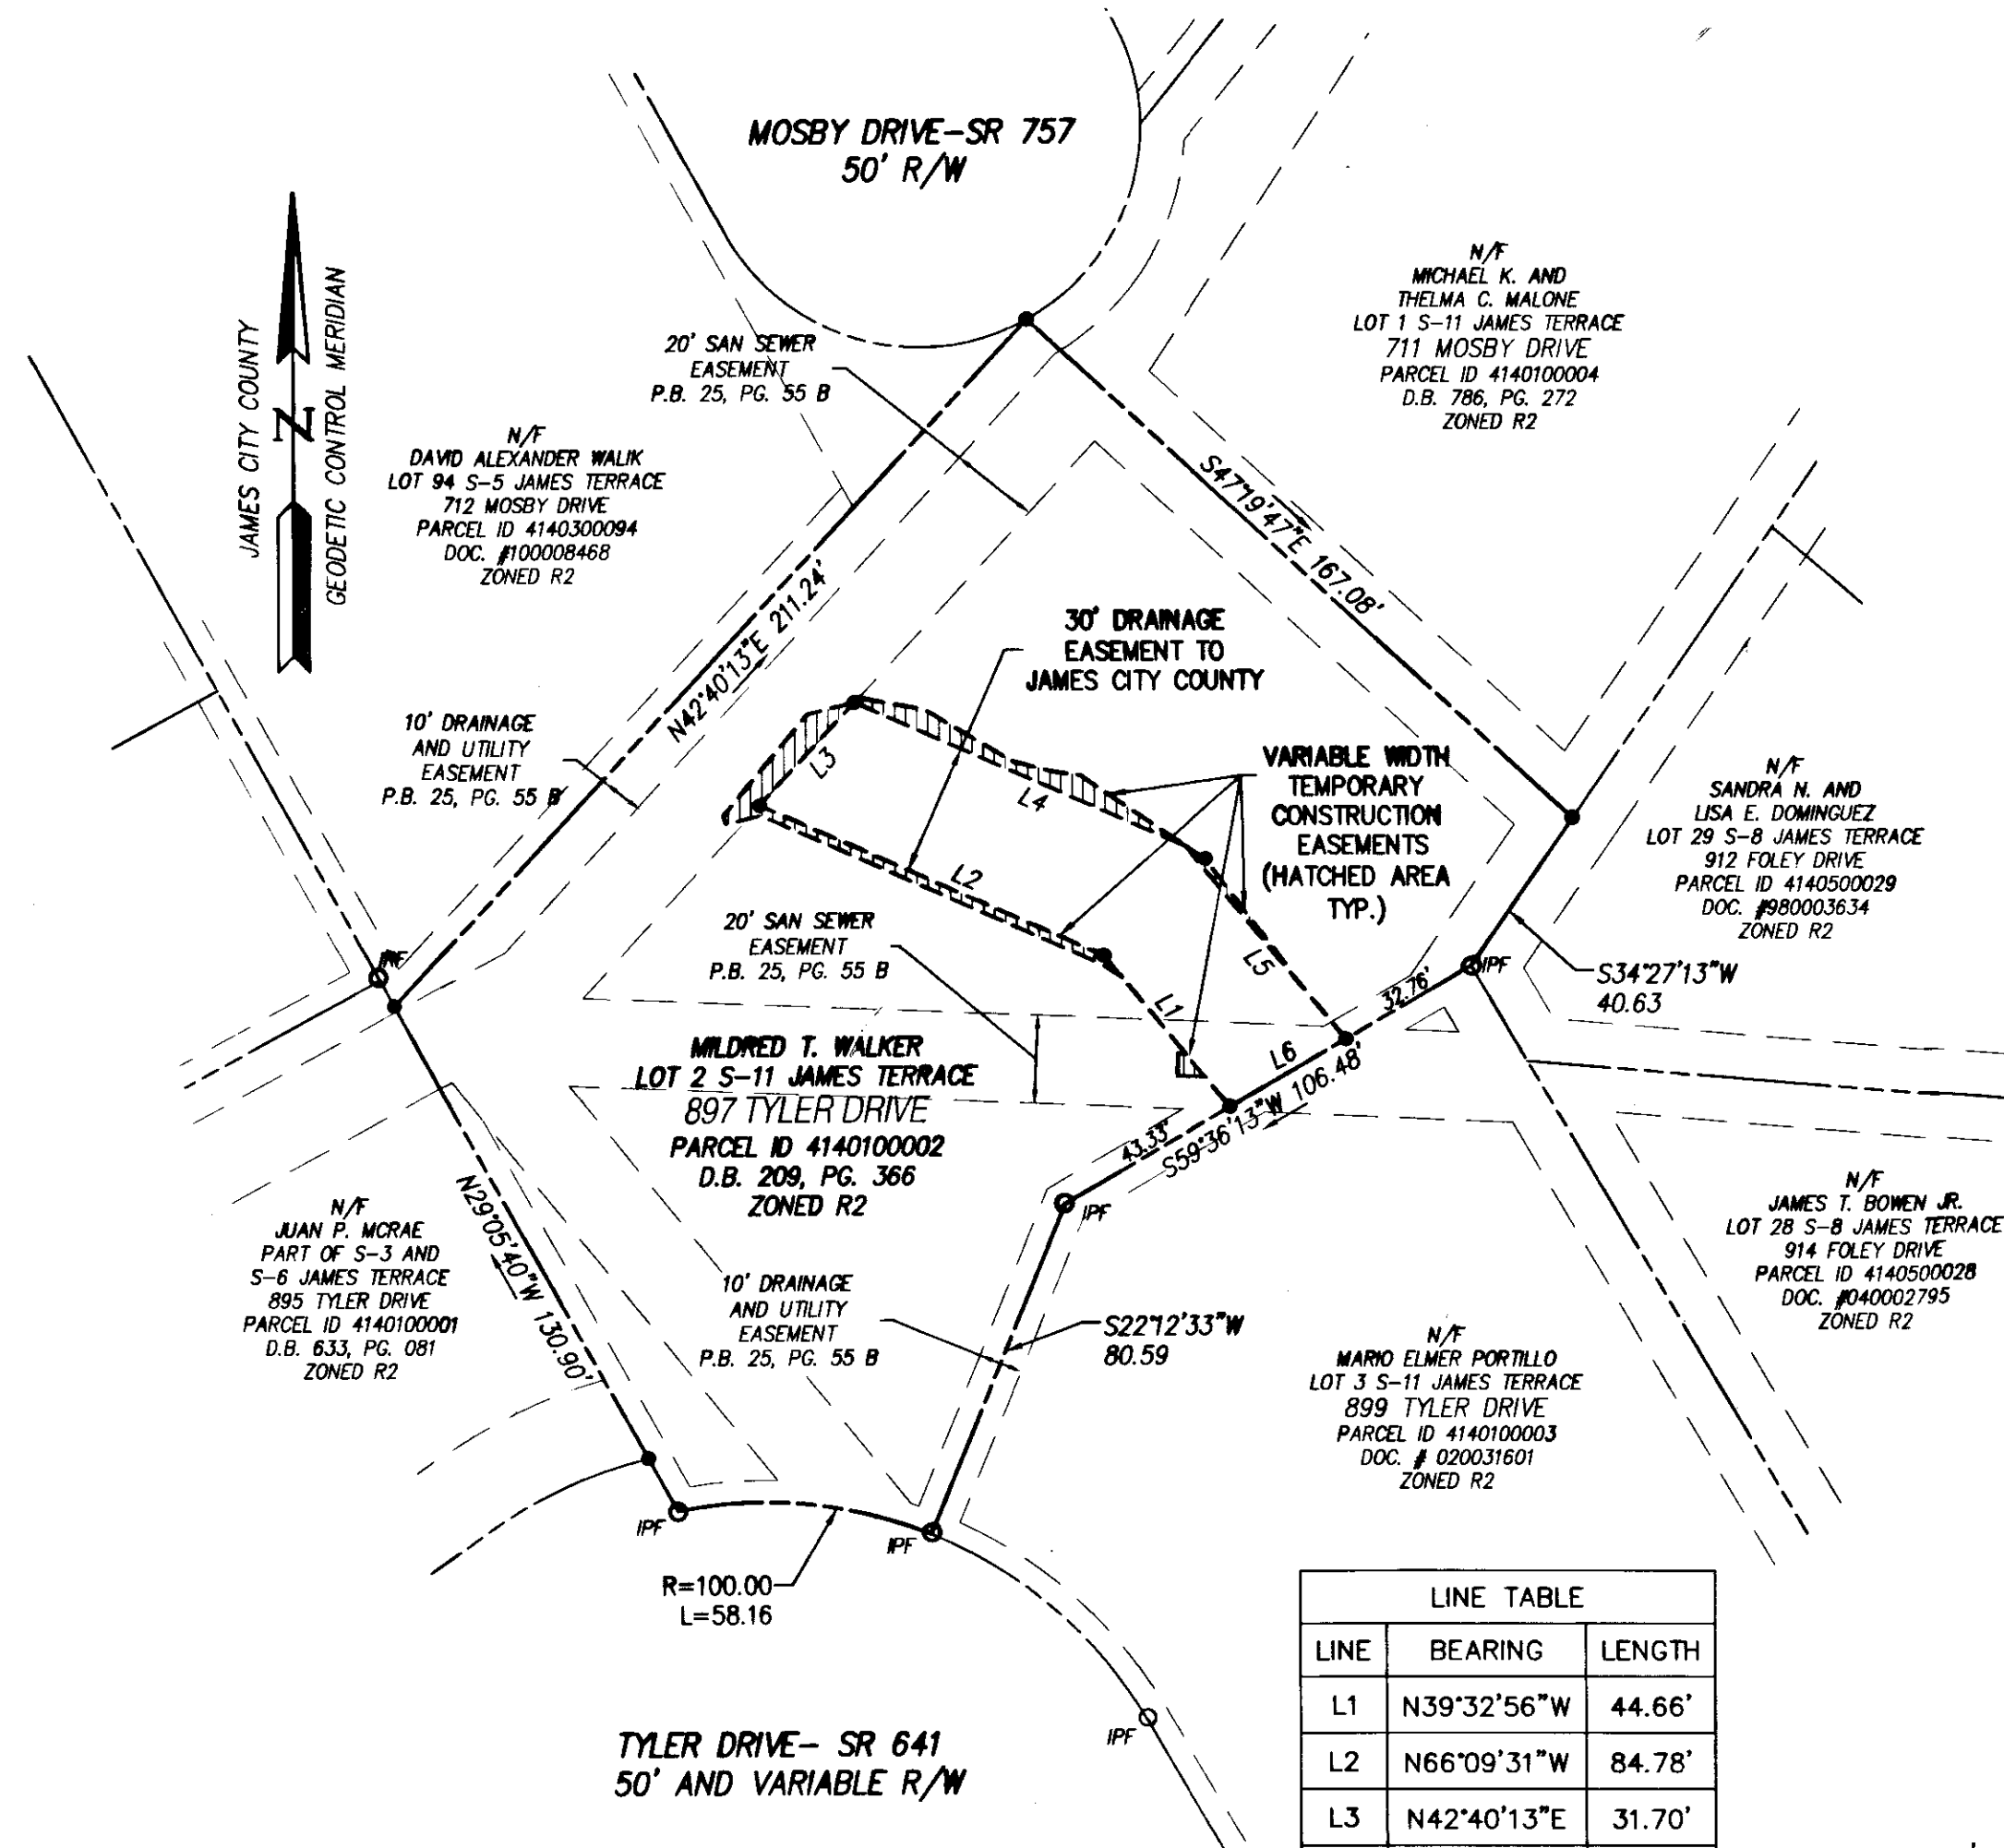 MOSBY DRIVE-SR 757
50' R/W
JAMES CITY COUNTY
N
GEODETIC CONTROL MERIDIAN
N/F
MICHAEL K. AND
THELMA C. MALONE
LOT 1 S-11 JAMES TERRACE
711 MOSBY DRIVE
PARCEL ID 4140100004
D.B. 786, PG. 272
ZONED R2
20' SAN SEWER
EASEMENT
P.B. 25, PG. 55 B
N/F
DAVID ALEXANDER WALIK
LOT 94 S-5 JAMES TERRACE
712 MOSBY DRIVE
PARCEL ID 4140300094
DOC. #100008468
ZONED R2
S47°19'47"E 167.08'
N42°40'13"E 211.24'
30' DRAINAGE
EASEMENT TO
JAMES CITY COUNTY
10' DRAINAGE
AND UTILITY
EASEMENT
P.B. 25, PG. 55 B
L3
L4
L2
VARIABLE WIDTH
TEMPORARY
CONSTRUCTION
EASEMENTS
(HATCHED AREA
TYP.)
N/F
SANDRA N. AND
LISA E. DOMINGUEZ
LOT 29 S-8 JAMES TERRACE
912 FOLEY DRIVE
PARCEL ID 4140500029
DOC. #980003634
ZONED R2
20' SAN SEWER
EASEMENT
P.B. 25, PG. 55 B
IPF
L5
L1
32.76'
IPF
S34°27'13"W
40.63
MILDRED T. WALKER
LOT 2 S-11 JAMES TERRACE
897 TYLER DRIVE
PARCEL ID 4140100002
D.B. 209, PG. 366
ZONED R2
L6
43.33'
S59°36'13"W 106.48'
IPF
N/F
JUAN P. MCRAE
PART OF S-3 AND
S-6 JAMES TERRACE
895 TYLER DRIVE
PARCEL ID 4140100001
D.B. 633, PG. 081
ZONED R2
N29°05'40"W 130.90'
10' DRAINAGE
AND UTILITY
EASEMENT
P.B. 25, PG. 55 B
S22°12'33"W
80.59
N/F
JAMES T. BOWEN JR.
LOT 28 S-8 JAMES TERRACE
914 FOLEY DRIVE
PARCEL ID 4140500028
DOC. #040002795
ZONED R2
N/F
MARIO ELMER PORTILLO
LOT 3 S-11 JAMES TERRACE
899 TYLER DRIVE
PARCEL ID 4140100003
DOC. # 020031601
ZONED R2
IPF
IPF
R=100.00
L=58.16
IPF
TYLER DRIVE- SR 641
50' AND VARIABLE R/W
LINE TABLE
LINE BEARING LENGTH
L1 N39°32'56"W 44.66'
L2 N66°09'31"W 84.78'
L3 N42°40'13"E 31.70'